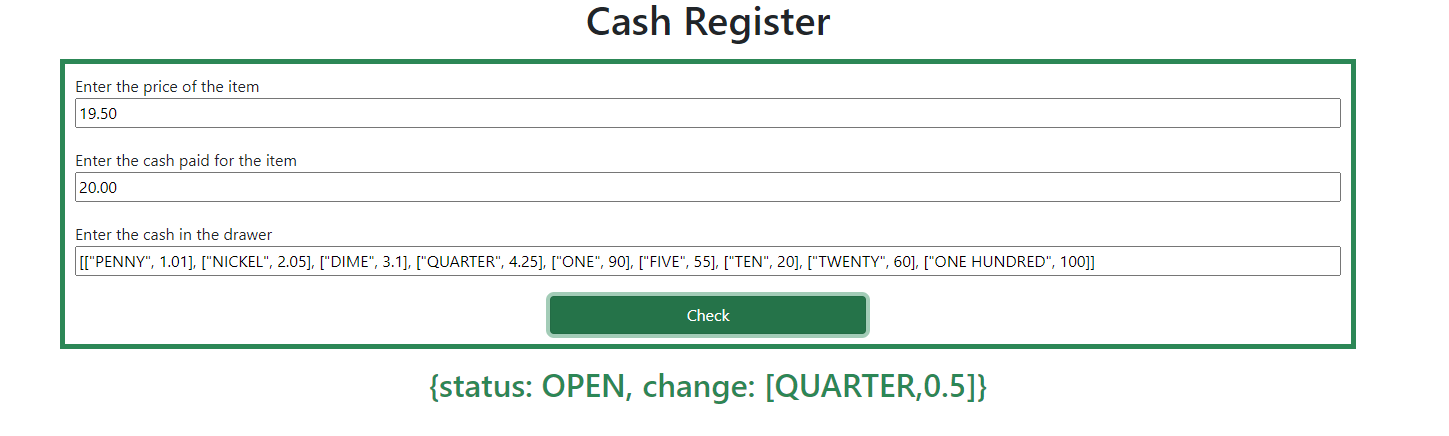 Cash Register
Enter the price of the item
19.50
Enter the cash paid for the item
20.00
Enter the cash in the drawer
[["PENNY", 1.01], ["NICKEL", 2.05], ["DIME", 3.1], ["QUARTER", 4.25], ["ONE", 90], ["FIVE", 55], ["TEN", 20], ["TWENTY", 60], ["ONE HUNDRED", 100]]
Check
{status: OPEN, change: [QUARTER,0.5]}